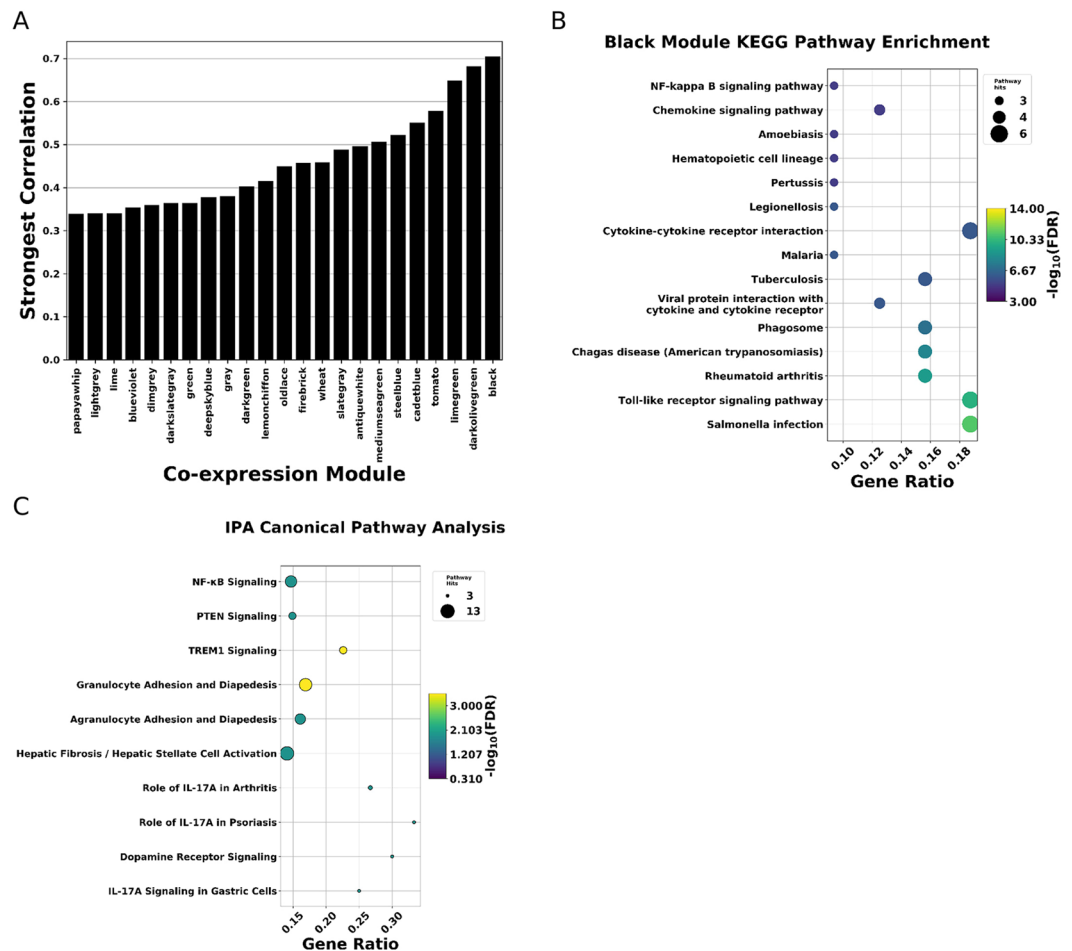 A
Strongest Correlation
0.7
0.6
0.5
0.4
0.3
0.2
0.1
0.0
papayawhip
lightgrey
lime
blueviolet
dimgrey
darkslategray
green
deepskyblue
gray
darkgreen
lemonchiffon
oldlace
firebrick
wheat
slategray
antiquewhite
mediumseagreen
steelblue
cadetblue
tomato
limegreen
darkolivegreen
black
Co-expression Module
B
Black Module KEGG Pathway Enrichment
NF-kappa B signaling pathway
Chemokine signaling pathway
Amoebiasis
Hematopoietic cell lineage
Pertussis
Legionellosis
Cytokine-cytokine receptor interaction
Malaria
Tuberculosis
Viral protein interaction with
cytokine and cytokine receptor
Phagosome
Chagas disease (American trypanosomiasis)
Rheumatoid arthritis
Toll-like receptor signaling pathway
Salmonella infection
0.10
0.12
0.14
0.16
0.18
Gene Ratio
Pathway
hits
3
4
6
14.00
10.33
6.67
3.00
-log10(FDR)
C
IPA Canonical Pathway Analysis
NF-κB Signaling
PTEN Signaling
TREM1 Signaling
Granulocyte Adhesion and Diapedesis
Agranulocyte Adhesion and Diapedesis
Hepatic Fibrosis / Hepatic Stellate Cell Activation
Role of IL-17A in Arthritis
Role of IL-17A in Psoriasis
Dopamine Receptor Signaling
IL-17A Signaling in Gastric Cells
0.15
0.20
0.25
0.30
Gene Ratio
Pathway
Hits
3
13
3.000
2.103
1.207
0.310
-log10(FDR)